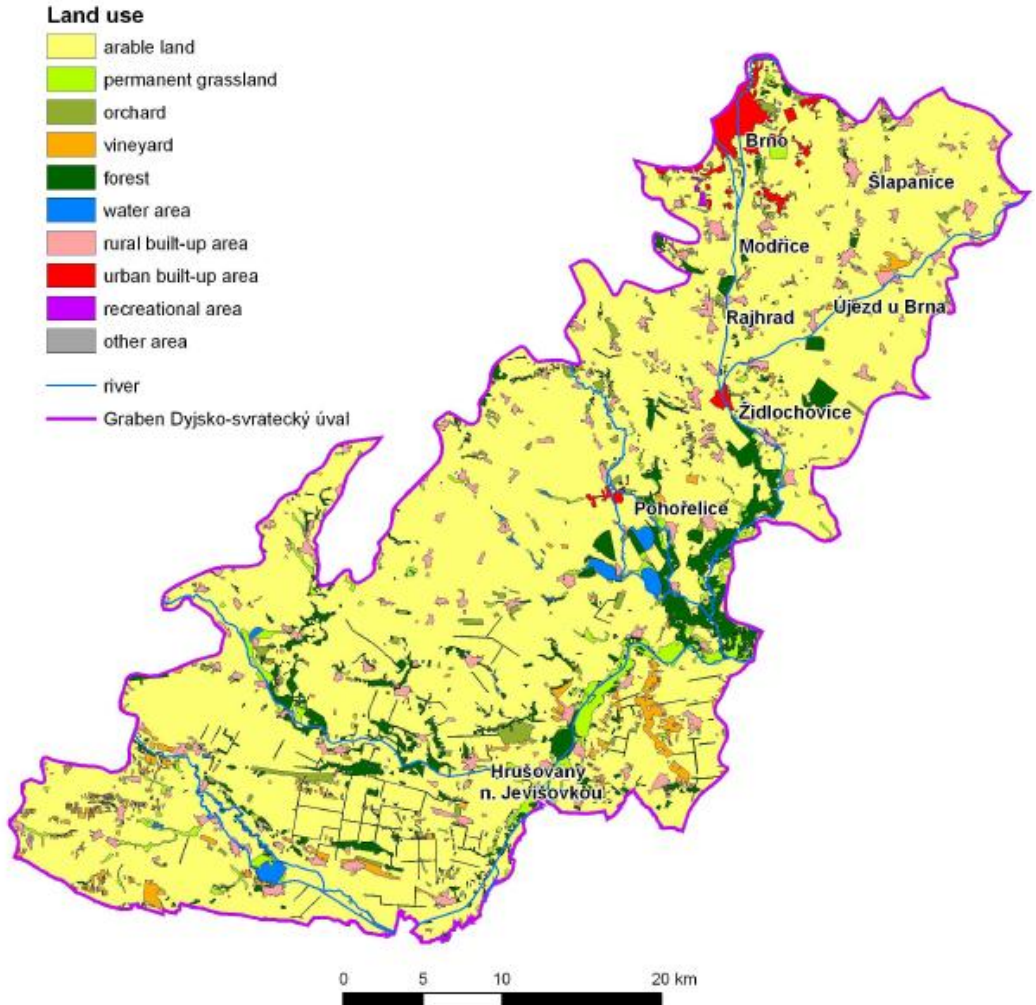 Land use
arable land
permanent grassland
orchard
vineyard
forest
water area
rural built-up area
urban built-up area
recreational area
other area
river
Graben Dyjsko-svratecký úval
Brno
Šlapanice
Modřice
Rajhrad
Újezd u Brna
Židlochovice
Pohořelice
Hrušovany
n. Jevišovkou
0 5 10 20 km